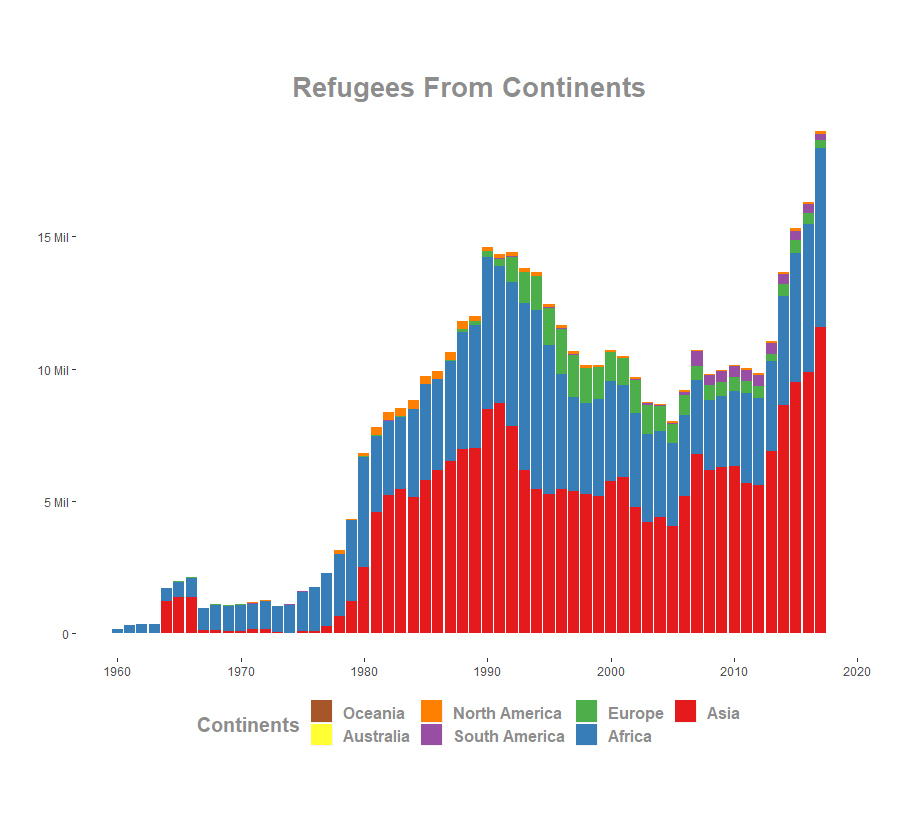 Refugees From Continents
15 Mil
10 Mil
5 Mil
0
1960 1970 1980 1990 2000 2010 2020
Continents
Oceania North America Europe Asia
Australia South America Africa